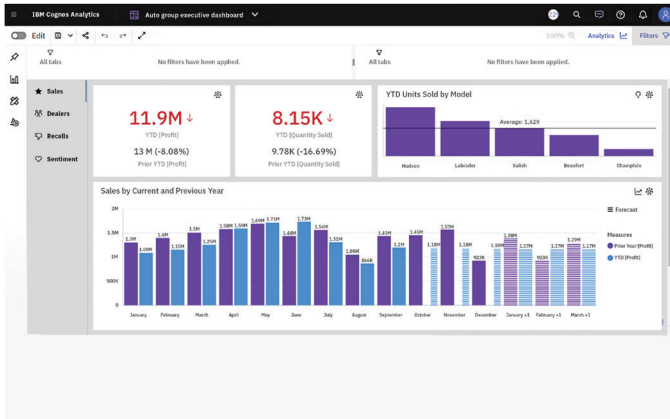 IBM Cognos Analytics
Auto group executive dashboard
Edit
100%
Analytics
Filters
All tabs
No filters have been applied.
All tabs
No filters have been applied.
Sales
Dealers
Recalls
Sentiment
11.9M ↓
YTD [Profit]
13 M (-8.08%)
Prior YTD [Profit]
8.15K ↓
YTD [Quantity Sold]
9.78K (-16.69%)
Prior YTD [Quantity Sold]
YTD Units Sold by Model
Average: 1,629
Hudson Labrador Salish Beaufort Champlain
Sales by Current and Previous Year
Forecast
Measures
Prior Year [Profit]
YTD [Profit]
2M
1.5M
1M
500K
0
1.3M 1.09M 1.4M 1.15M 1.5M 1.25M 1.58M 1.59M 1.69M 1.71M 1.44M 1.73M 1.56M 1.31M 1.05M 866K 1.43M 1.2M 1.45M 1.18M 1.57M 1.18M 923K 1.18M 1.38M 1.17M 923K 1.17M 1.29M 1.17M
January February March April May June July August September October November December January +1 February +1 March +1